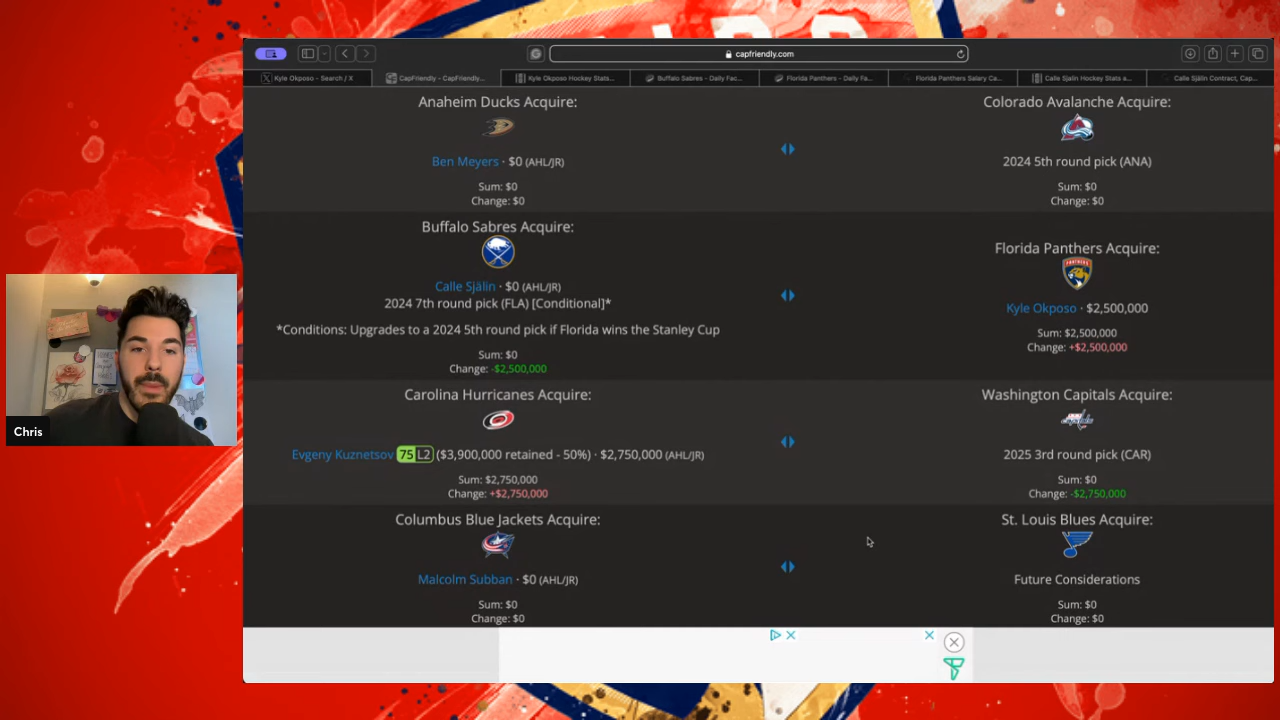 capfriendly.com
Kyle Okposo - Search / X
CapFriendly - CapFriendly...
Kyle Okposo Hockey Stats...
Buffalo Sabres - Daily Fac...
Florida Panthers - Daily Fa...
Florida Panthers Salary Ca...
Calle Sjalin Hockey Stats a...
Calle Själin Contract, Cap...
Anaheim Ducks Acquire:
Ben Meyers · $0 (AHL/JR)
Sum: $0
Change: $0
Colorado Avalanche Acquire:
2024 5th round pick (ANA)
Sum: $0
Change: $0
Buffalo Sabres Acquire:
Calle Själin · $0 (AHL/JR)
2024 7th round pick (FLA) [Conditional]*
*Conditions: Upgrades to a 2024 5th round pick if Florida wins the Stanley Cup
Sum: $0
Change: -$2,500,000
Florida Panthers Acquire:
PANTHERS
Kyle Okposo · $2,500,000
Sum: $2,500,000
Change: +$2,500,000
Carolina Hurricanes Acquire:
Evgeny Kuznetsov 75 L2 ($3,900,000 retained - 50%) · $2,750,000 (AHL/JR)
Sum: $2,750,000
Change: +$2,750,000
Washington Capitals Acquire:
capitals
2025 3rd round pick (CAR)
Sum: $0
Change: -$2,750,000
Columbus Blue Jackets Acquire:
Malcolm Subban · $0 (AHL/JR)
Sum: $0
Change: $0
St. Louis Blues Acquire:
Future Considerations
Sum: $0
Change: $0
Chris